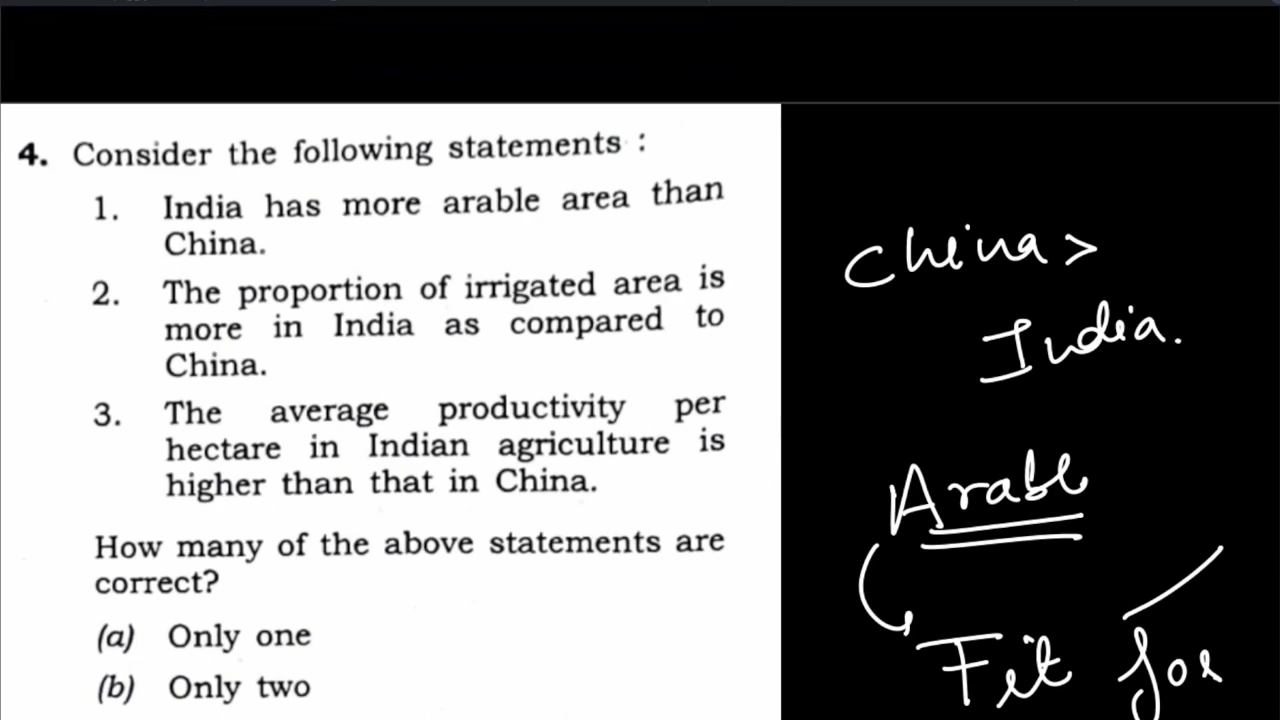 4. Consider the following statements :
1. India has more arable area than
China.
2. The proportion of irrigated area is
more in India as compared to
China.
3. The average productivity per
hectare in Indian agriculture is
higher than that in China.
How many of the above statements are
correct?
(a) Only one
(b) Only two
China >
India.
Arable
Fit for